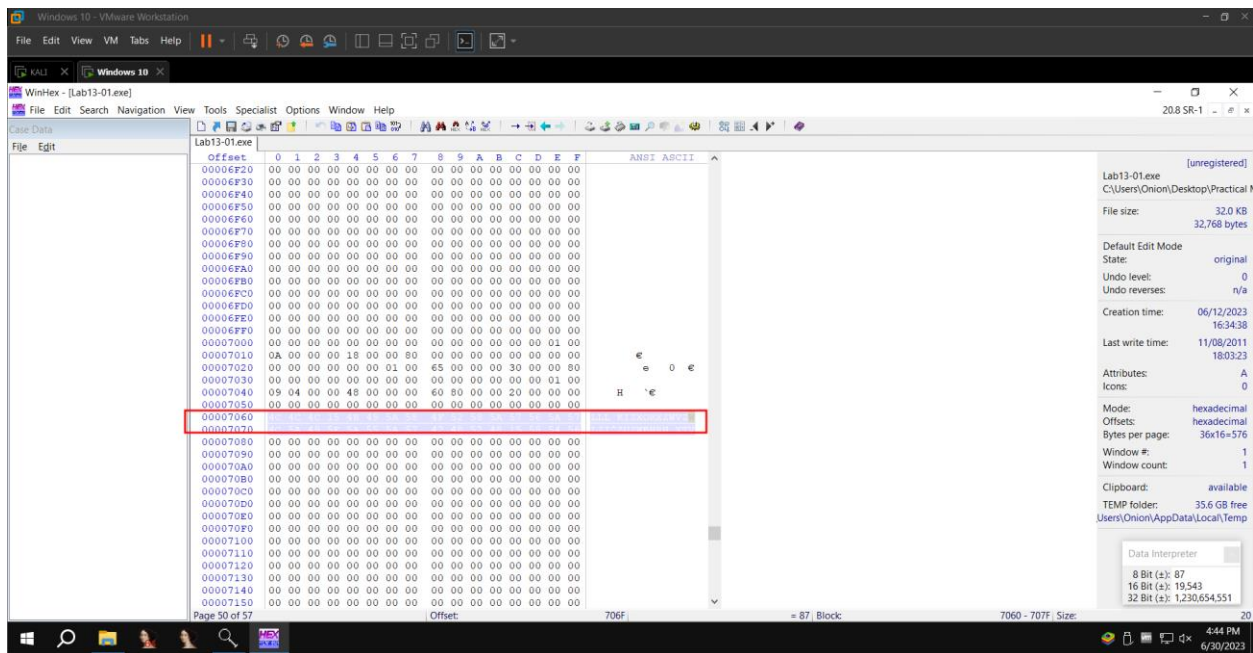 Windows 10 - VMware Workstation
File Edit View VM Tabs Help
KALI Windows 10
WinHex - [Lab13-01.exe]
File Edit Search Navigation View Tools Specialist Options Window Help 20.8 SR-1
Case Data
File Edit
Lab13-01.exe
Offset 0 1 2 3 4 5 6 7 8 9 A B C D E F ANSI ASCII
00006F20 00 00 00 00 00 00 00 00 00 00 00 00 00 00 00 00
00006F30 00 00 00 00 00 00 00 00 00 00 00 00 00 00 00 00
00006F40 00 00 00 00 00 00 00 00 00 00 00 00 00 00 00 00
00006F50 00 00 00 00 00 00 00 00 00 00 00 00 00 00 00 00
00006F60 00 00 00 00 00 00 00 00 00 00 00 00 00 00 00 00
00006F70 00 00 00 00 00 00 00 00 00 00 00 00 00 00 00 00
00006F80 00 00 00 00 00 00 00 00 00 00 00 00 00 00 00 00
00006F90 00 00 00 00 00 00 00 00 00 00 00 00 00 00 00 00
00006FA0 00 00 00 00 00 00 00 00 00 00 00 00 00 00 00 00
00006FB0 00 00 00 00 00 00 00 00 00 00 00 00 00 00 00 00
00006FC0 00 00 00 00 00 00 00 00 00 00 00 00 00 00 00 00
00006FD0 00 00 00 00 00 00 00 00 00 00 00 00 00 00 00 00
00006FE0 00 00 00 00 00 00 00 00 00 00 00 00 00 00 00 00
00006FF0 00 00 00 00 00 00 00 00 00 00 00 00 00 00 00 00
00007000 00 00 00 00 00 00 00 00 00 00 00 00 00 00 01 00
00007010 0A 00 00 00 18 00 00 80 00 00 00 00 00 00 00 00 €
00007020 00 00 00 00 00 00 01 00 65 00 00 00 30 00 00 80 e 0 €
00007030 00 00 00 00 00 00 00 00 00 00 00 00 00 00 01 00
00007040 09 04 00 00 48 00 00 00 60 80 00 00 20 00 00 00 H `€
00007050 00 00 00 00 00 00 00 00 00 00 00 00 00 00 00 00
00007060
00007070
00007080 00 00 00 00 00 00 00 00 00 00 00 00 00 00 00 00
00007090 00 00 00 00 00 00 00 00 00 00 00 00 00 00 00 00
000070A0 00 00 00 00 00 00 00 00 00 00 00 00 00 00 00 00
000070B0 00 00 00 00 00 00 00 00 00 00 00 00 00 00 00 00
000070C0 00 00 00 00 00 00 00 00 00 00 00 00 00 00 00 00
000070D0 00 00 00 00 00 00 00 00 00 00 00 00 00 00 00 00
000070E0 00 00 00 00 00 00 00 00 00 00 00 00 00 00 00 00
000070F0 00 00 00 00 00 00 00 00 00 00 00 00 00 00 00 00
00007100 00 00 00 00 00 00 00 00 00 00 00 00 00 00 00 00
00007110 00 00 00 00 00 00 00 00 00 00 00 00 00 00 00 00
00007120 00 00 00 00 00 00 00 00 00 00 00 00 00 00 00 00
00007130 00 00 00 00 00 00 00 00 00 00 00 00 00 00 00 00
00007140 00 00 00 00 00 00 00 00 00 00 00 00 00 00 00 00
00007150 00 00 00 00 00 00 00 00 00 00 00 00 00 00 00 00
Page 50 of 57 Offset: 706F = 87 Block: 7060 - 707F Size: 20
[unregistered]
Lab13-01.exe
C:\Users\Onion\Desktop\Practical M
File size: 32.0 KB
32,768 bytes
Default Edit Mode
State: original
Undo level: 0
Undo reverses: n/a
Creation time: 06/12/2023
16:34:38
Last write time: 11/08/2011
18:03:23
Attributes: A
Icons: 0
Mode: hexadecimal
Offsets: hexadecimal
Bytes per page: 36x16=576
Window #: 1
Window count: 1
Clipboard: available
TEMP folder: 35.6 GB free
Users\Onion\AppData\Local\Temp
Data Interpreter
8 Bit (±): 87
16 Bit (±): 19,543
32 Bit (±): 1,230,654,551
HEX
4:44 PM
6/30/2023